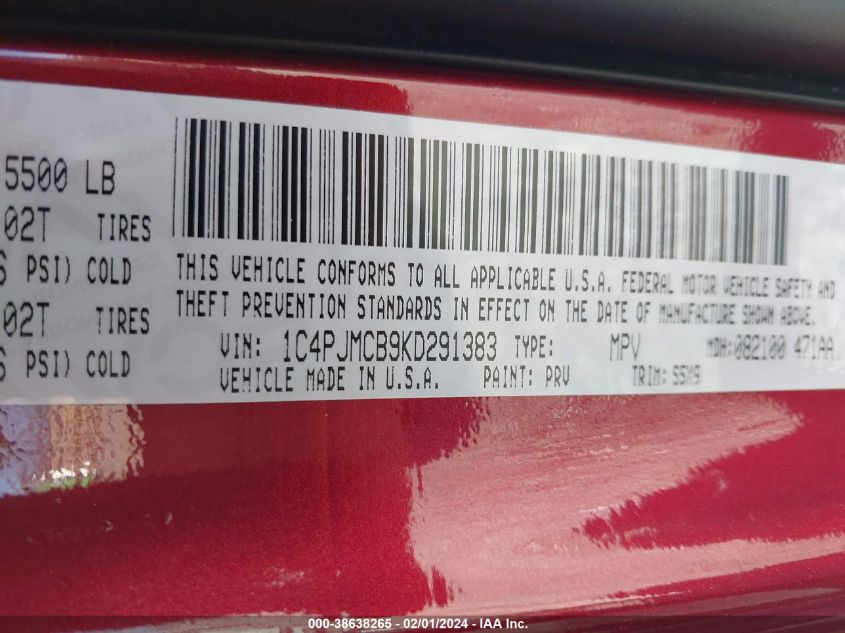 5500 LB
02T TIRES
PSI) COLD
02T TIRES
PSI) COLD
THIS VEHICLE CONFORMS TO ALL APPLICABLE U.S.A. FEDERAL MOTOR VEHICLE SAFETY AND
THEFT PREVENTION STANDARDS IN EFFECT ON THE DATE OF MANUFACTURE SHOWN ABOVE.
VIN: 1C4PJMCB9KD291383 TYPE: MPV MDH:082100 471AA
VEHICLE MADE IN U.S.A. PAINT: PRV TRIM: S5X9
000-38638265 - 02/01/2024 - IAAI, Inc.